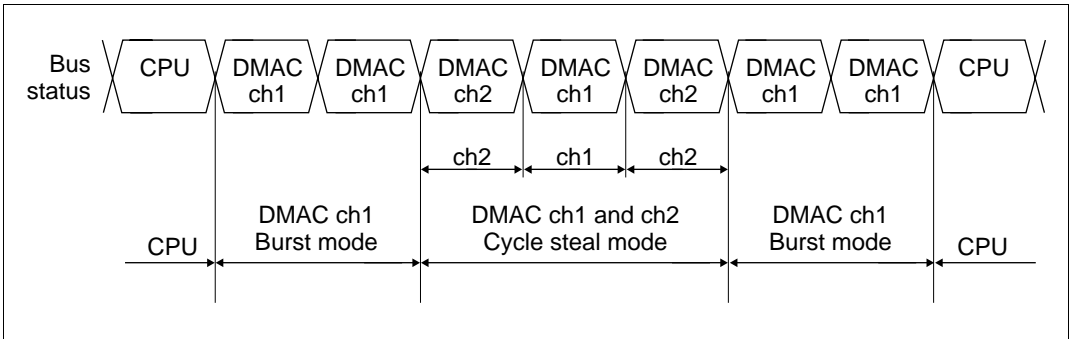 Bus status
CPU
DMAC ch1
DMAC ch1
DMAC ch2
DMAC ch1
DMAC ch2
DMAC ch1
DMAC ch1
CPU
ch2
ch1
ch2
CPU
DMAC ch1
Burst mode
DMAC ch1 and ch2
Cycle steal mode
DMAC ch1
Burst mode
CPU